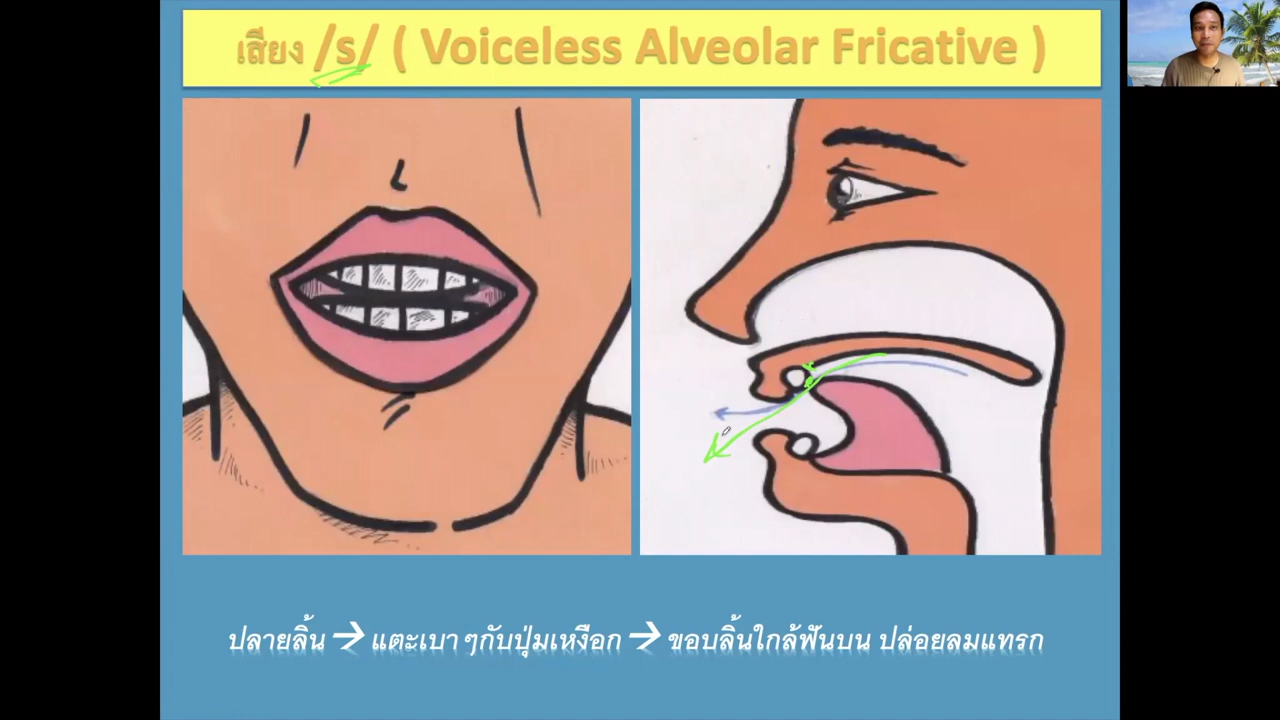 เสียง /s/ ( Voiceless Alveolar Fricative )
ปลายลิ้น → แตะเบาๆกับปุ่มเหงือก → ขอบลิ้นใกล้ฟันบน ปล่อยลมแทรก